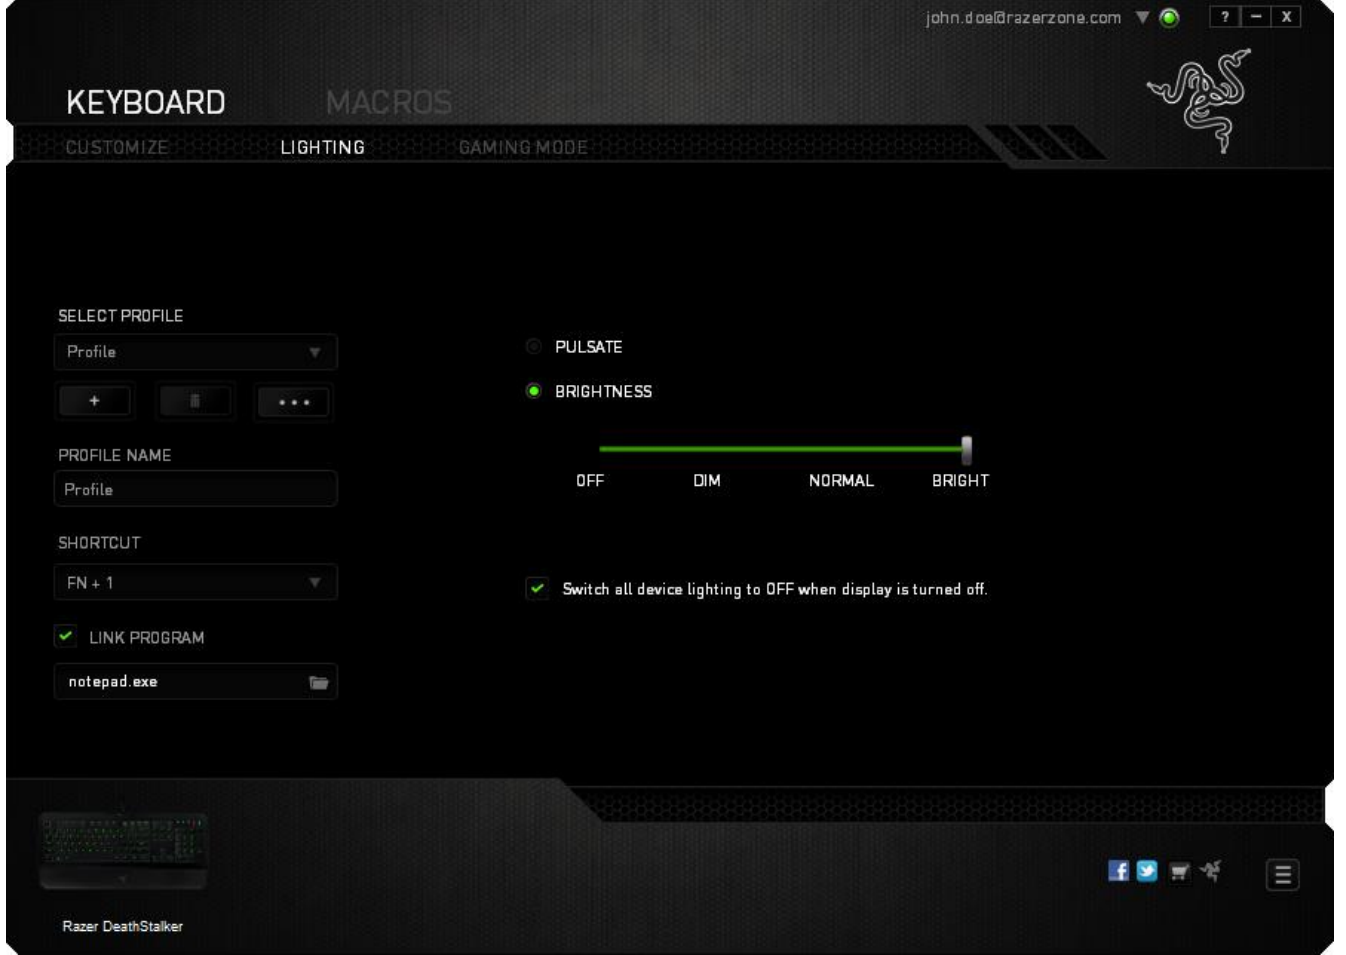 john.doe@razerzone.com
? – X
KEYBOARD MACROS
CUSTOMIZE LIGHTING GAMING MODE
SELECT PROFILE
Profile
+ •••
PROFILE NAME
Profile
SHORTCUT
FN + 1
LINK PROGRAM
notepad.exe
PULSATE
BRIGHTNESS
OFF DIM NORMAL BRIGHT
Switch all device lighting to OFF when display is turned off.
Razer DeathStalker